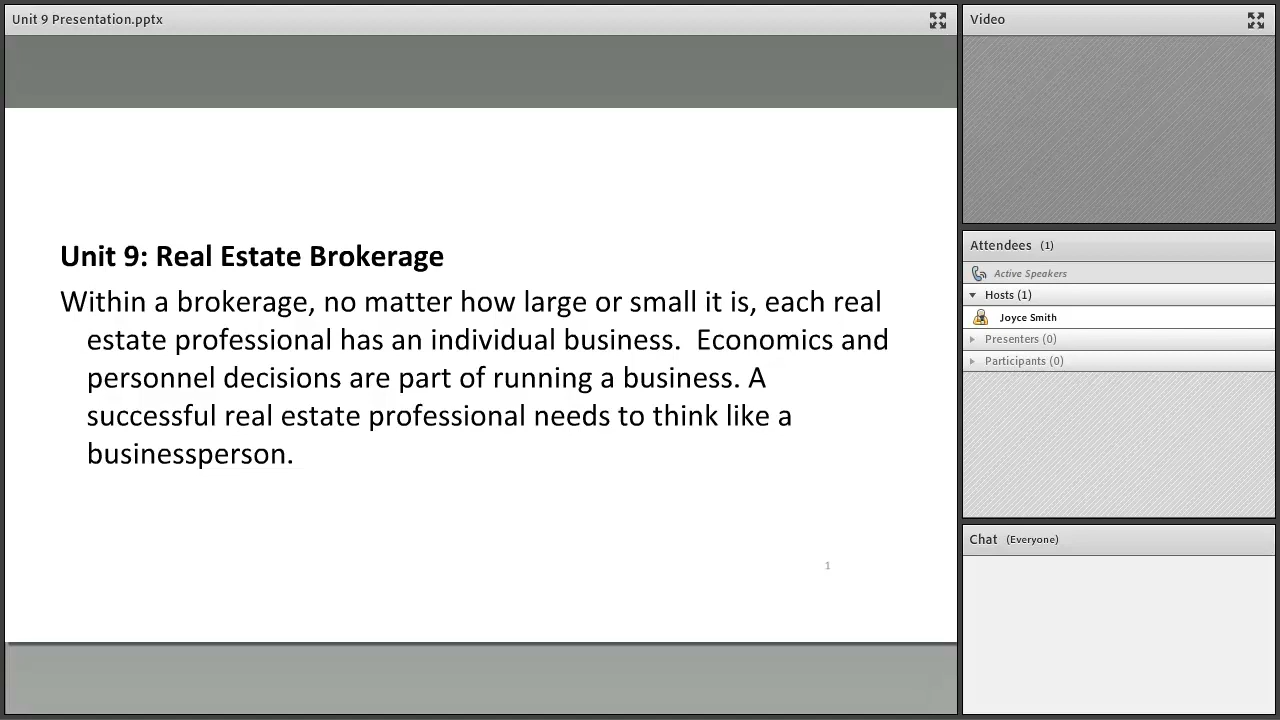 Unit 9 Presentation.pptx
Unit 9: Real Estate Brokerage
Within a brokerage, no matter how large or small it is, each real
estate professional has an individual business.  Economics and
personnel decisions are part of running a business. A
successful real estate professional needs to think like a
businessperson.
1
Video
Attendees (1)
Active Speakers
Hosts (1)
Joyce Smith
Presenters (0)
Participants (0)
Chat (Everyone)